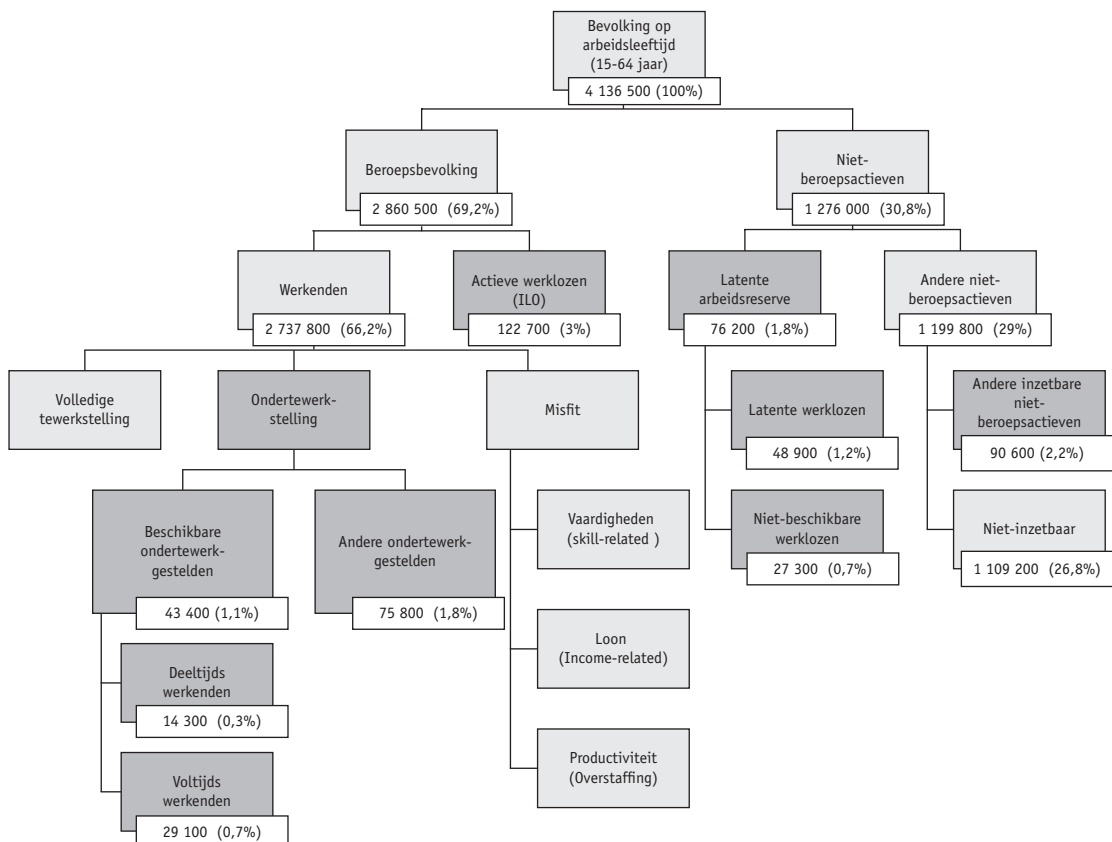 Bevolking op
arbeidsleeftijd
(15-64 jaar)
4 136 500 (100%)
Beroepsbevolking
2 860 500 (69,2%)
Niet-
beroepsactieven
1 276 000 (30,8%)
Werkenden
2 737 800 (66,2%)
Actieve werklozen
(ILO)
122 700 (3%)
Latente
arbeidsreserve
76 200 (1,8%)
Andere niet-
beroepsactieven
1 199 800 (29%)
Volledige
tewerkstelling
Ondertewerk-
stelling
Misfit
Latente werklozen
48 900 (1,2%)
Andere inzetbare
niet-
beroepsactieven
90 600 (2,2%)
Beschikbare
ondertewerk-
gestelden
43 400 (1,1%)
Andere ondertewerk-
gestelden
75 800 (1,8%)
Vaardigheden
(skill-related )
Niet-beschikbare
werklozen
27 300 (0,7%)
Niet-inzetbaar
1 109 200 (26,8%)
Deeltijds
werkenden
14 300 (0,3%)
Loon
(Income-related)
Voltijds
werkenden
29 100 (0,7%)
Productiviteit
(Overstaffing)